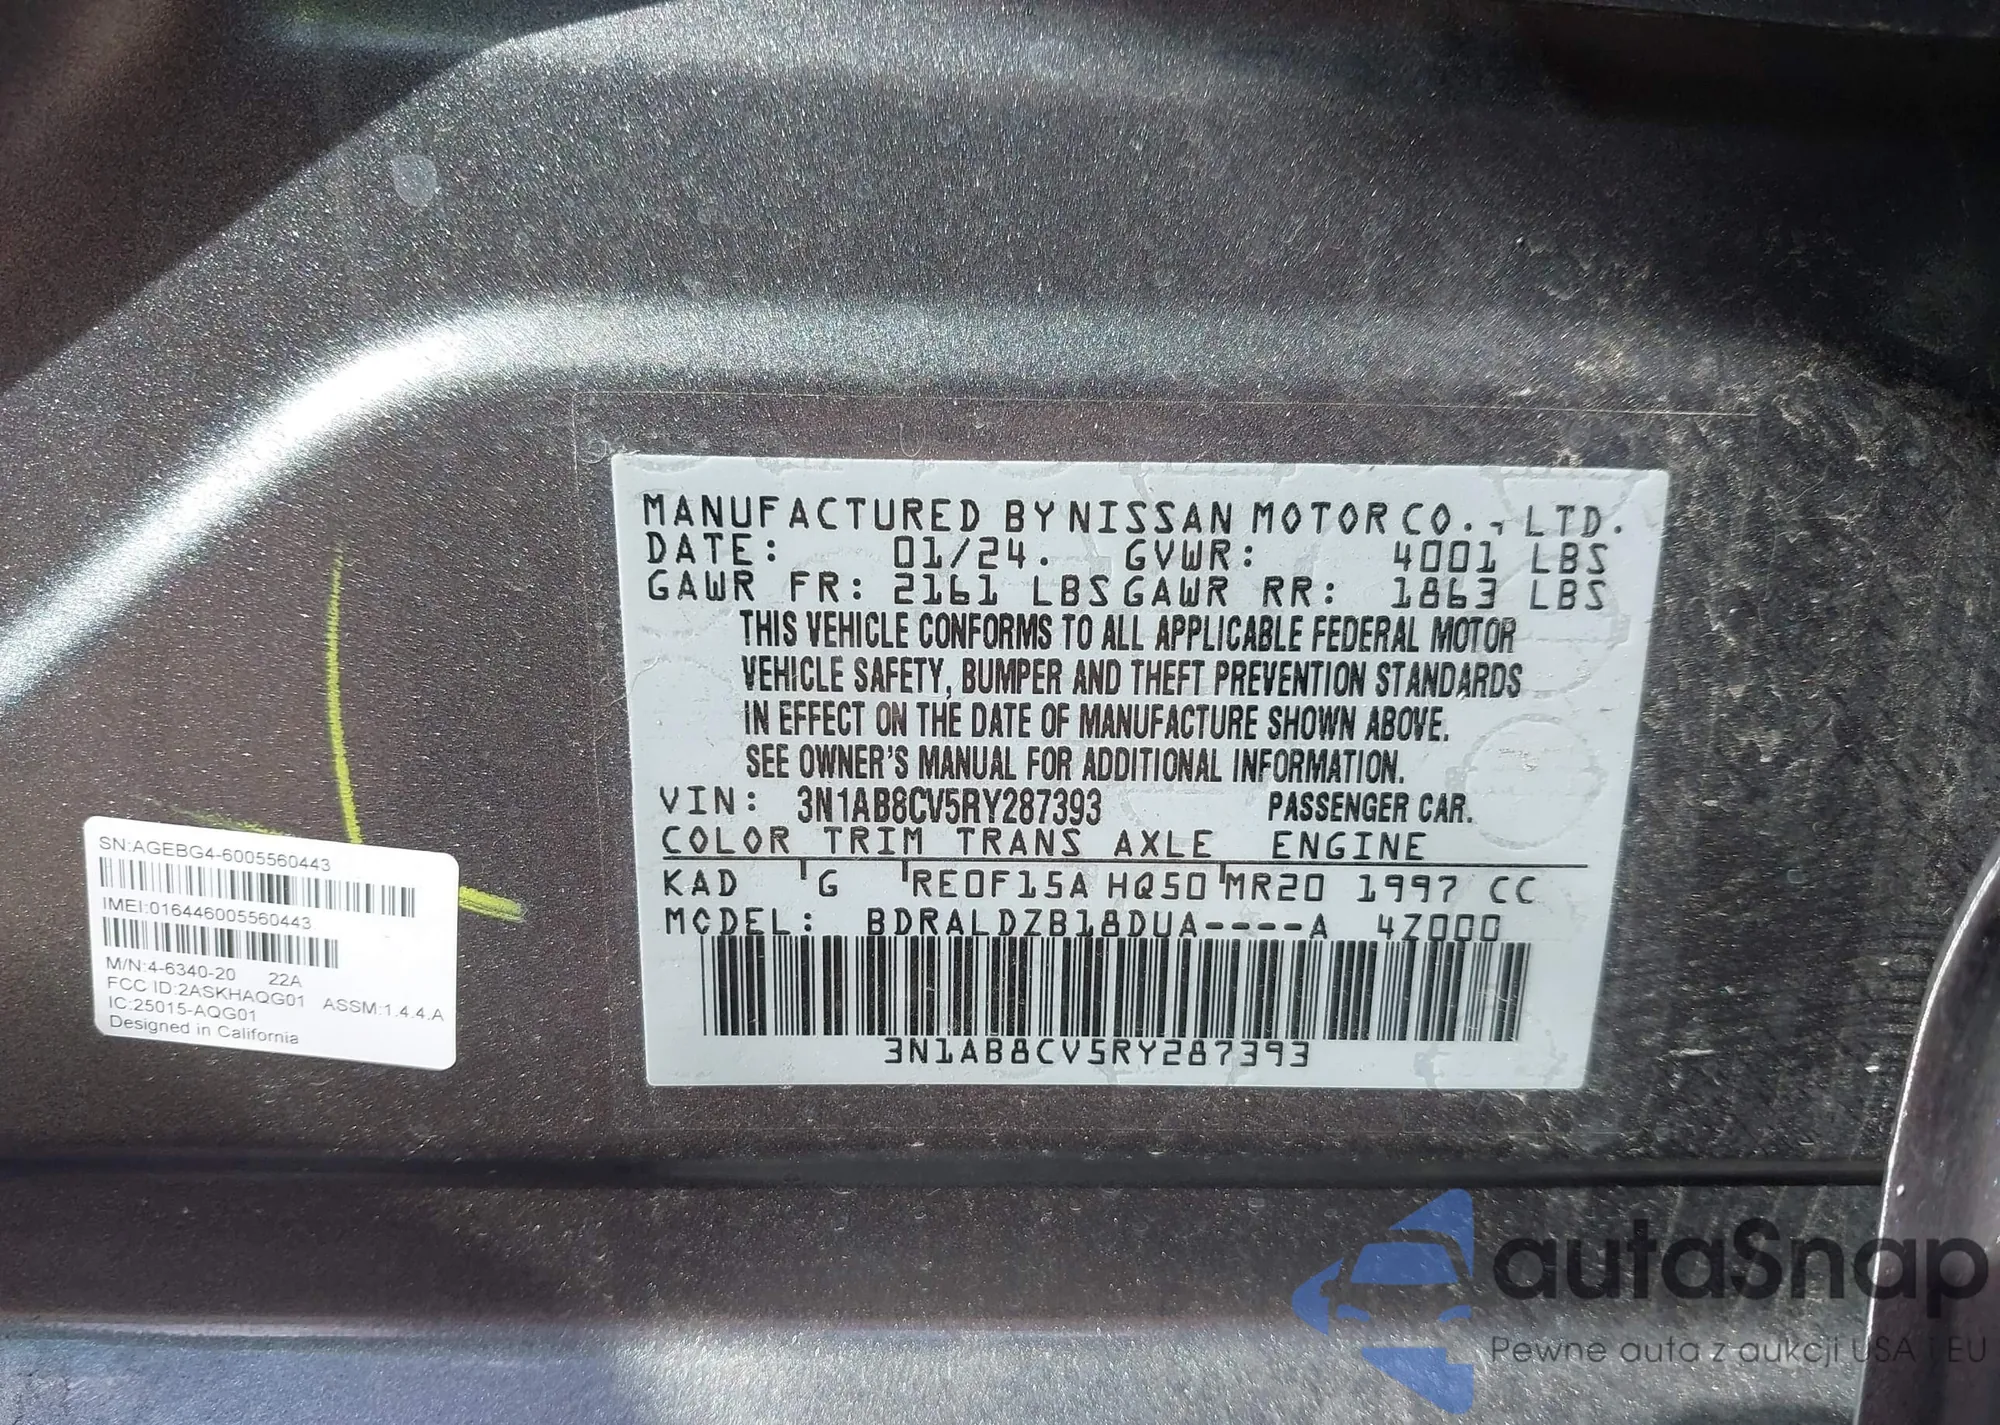 MANUFACTURED BY NISSAN MOTOR CO., LTD.
DATE: 01/24. GVWR: 4001 LBS
GAWR FR: 2161 LBS GAWR RR: 1863 LBS
THIS VEHICLE CONFORMS TO ALL APPLICABLE FEDERAL MOTOR
VEHICLE SAFETY, BUMPER AND THEFT PREVENTION STANDARDS
IN EFFECT ON THE DATE OF MANUFACTURE SHOWN ABOVE.
SEE OWNER'S MANUAL FOR ADDITIONAL INFORMATION.
VIN: 3N1AB8CV5RY287393 PASSENGER CAR.
COLOR TRIM TRANS AXLE ENGINE
KAD G RE0F15A HQ50 MR20 1997 CC
MODEL: BDRALDZB18DUA----A 4Z000
3N1AB8CV5RY287393
SN:AGEBG4-6005560443
IMEI:016446005560443
M/N:4-6340-20 22A
FCC ID:2ASKHAQG01 ASSM:1.4.4.A
IC:25015-AQG01
Designed in California
autaSnap
Pewne auta z aukcji USA i EU